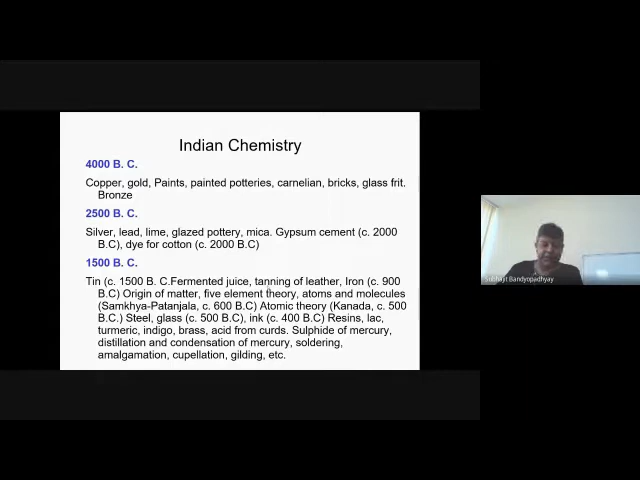 Indian Chemistry
4000 B. C.
Copper, gold, Paints, painted potteries, carnelian, bricks, glass frit.
Bronze
2500 B. C.
Silver, lead, lime, glazed pottery, mica. Gypsum cement (c. 2000
B.C), dye for cotton (c. 2000 B.C)
1500 B. C.
Tin (c. 1500 B. C.Fermented juice, tanning of leather, Iron (c. 900
B.C) Origin of matter, five element theory, atoms and molecules
(Samkhya-Patanjala, c. 600 B.C) Atomic theory (Kanada, c. 500
B.C.) Steel, glass (c. 500 B.C), ink (c. 400 B.C) Resins, lac,
turmeric, indigo, brass, acid from curds. Sulphide of mercury,
distillation and condensation of mercury, soldering,
amalgamation, cupellation, gilding, etc.
Subhajit Bandyopadhyay